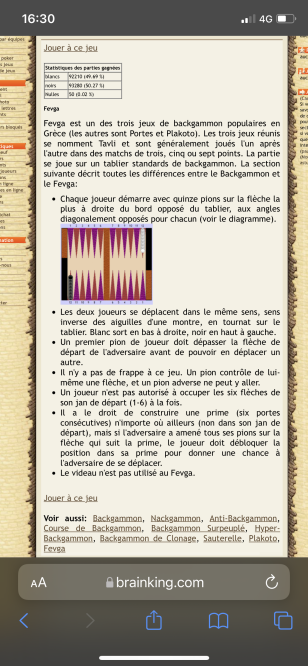 16:30
4G
Jouer à ce jeu
Statistiques des parties gagnées
blancs 92210 (49.69 %)
noirs 93280 (50.27 %)
Nulles 50 (0.02 %)
Fevga
Fevga est un des trois jeux de backgammon populaires en
Grèce (les autres sont Portes et Plakoto). Les trois jeux réunis
se nomment Tavli et sont généralement joués l'un après
l'autre dans des matchs de trois, cinq ou sept points. La partie
se joue sur un tablier standards de backgammon. La section
suivante décrit toutes les différences entre le Backgammon et
le Fevga:
• Chaque joueur démarre avec quinze pions sur la flèche la
plus à droite du bord opposé du tablier, aux angles
diagonalement opposés pour chacun (voir le diagramme).
• Les deux joueurs se déplacent dans le même sens, sens
inverse des aiguilles d'une montre, en tournat sur le
tablier. Blanc sort en bas à droite, noir en haut à gauche.
• Un premier pion de joueur doit dépasser la flèche de
départ de l'adversaire avant de pouvoir en déplacer un
autre.
• Il n'y a pas de frappe à ce jeu. Un pion contrôle de lui-
même une flèche, et un pion adverse ne peut y aller.
• Un joueur n'est pas autorisé à occuper les six flèches de
son jan de départ (1-6) à la fois.
• Il a le droit de construire une prime (six portes
consécutives) n'importe où ailleurs (non dans son jan de
départ), mais si l'adversaire a amené tous ses pions sur la
flèche qui suit la prime, le joueur doit débloquer la
position dans sa prime pour donner une chance à
l'adversaire de se déplacer.
• Le videau n'est pas utilisé au Fevga.
Jouer à ce jeu
Voir aussi: Backgammon, Nackgammon, Anti-Backgammon,
Course de Backgammon, Backgammon Surpeuplé, Hyper-
Backgammon, Backgammon de Clonage, Sauterelle, Plakoto,
Fevga
AA
brainking.com